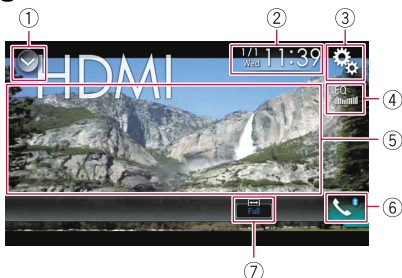 ① ② ③
HDMI
1/1
Wed 11:39
EQ
④
⑤
⑥
Full
⑦